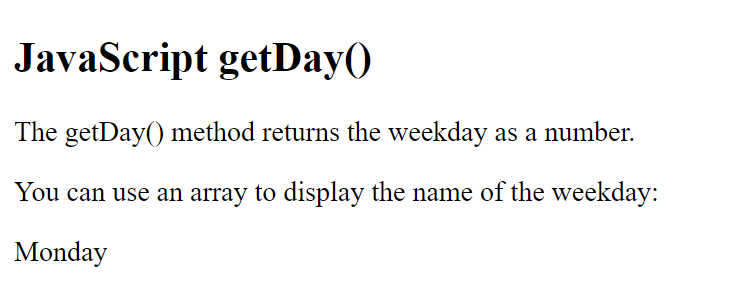 JavaScript getDay()
The getDay() method returns the weekday as a number.
You can use an array to display the name of the weekday:
Monday